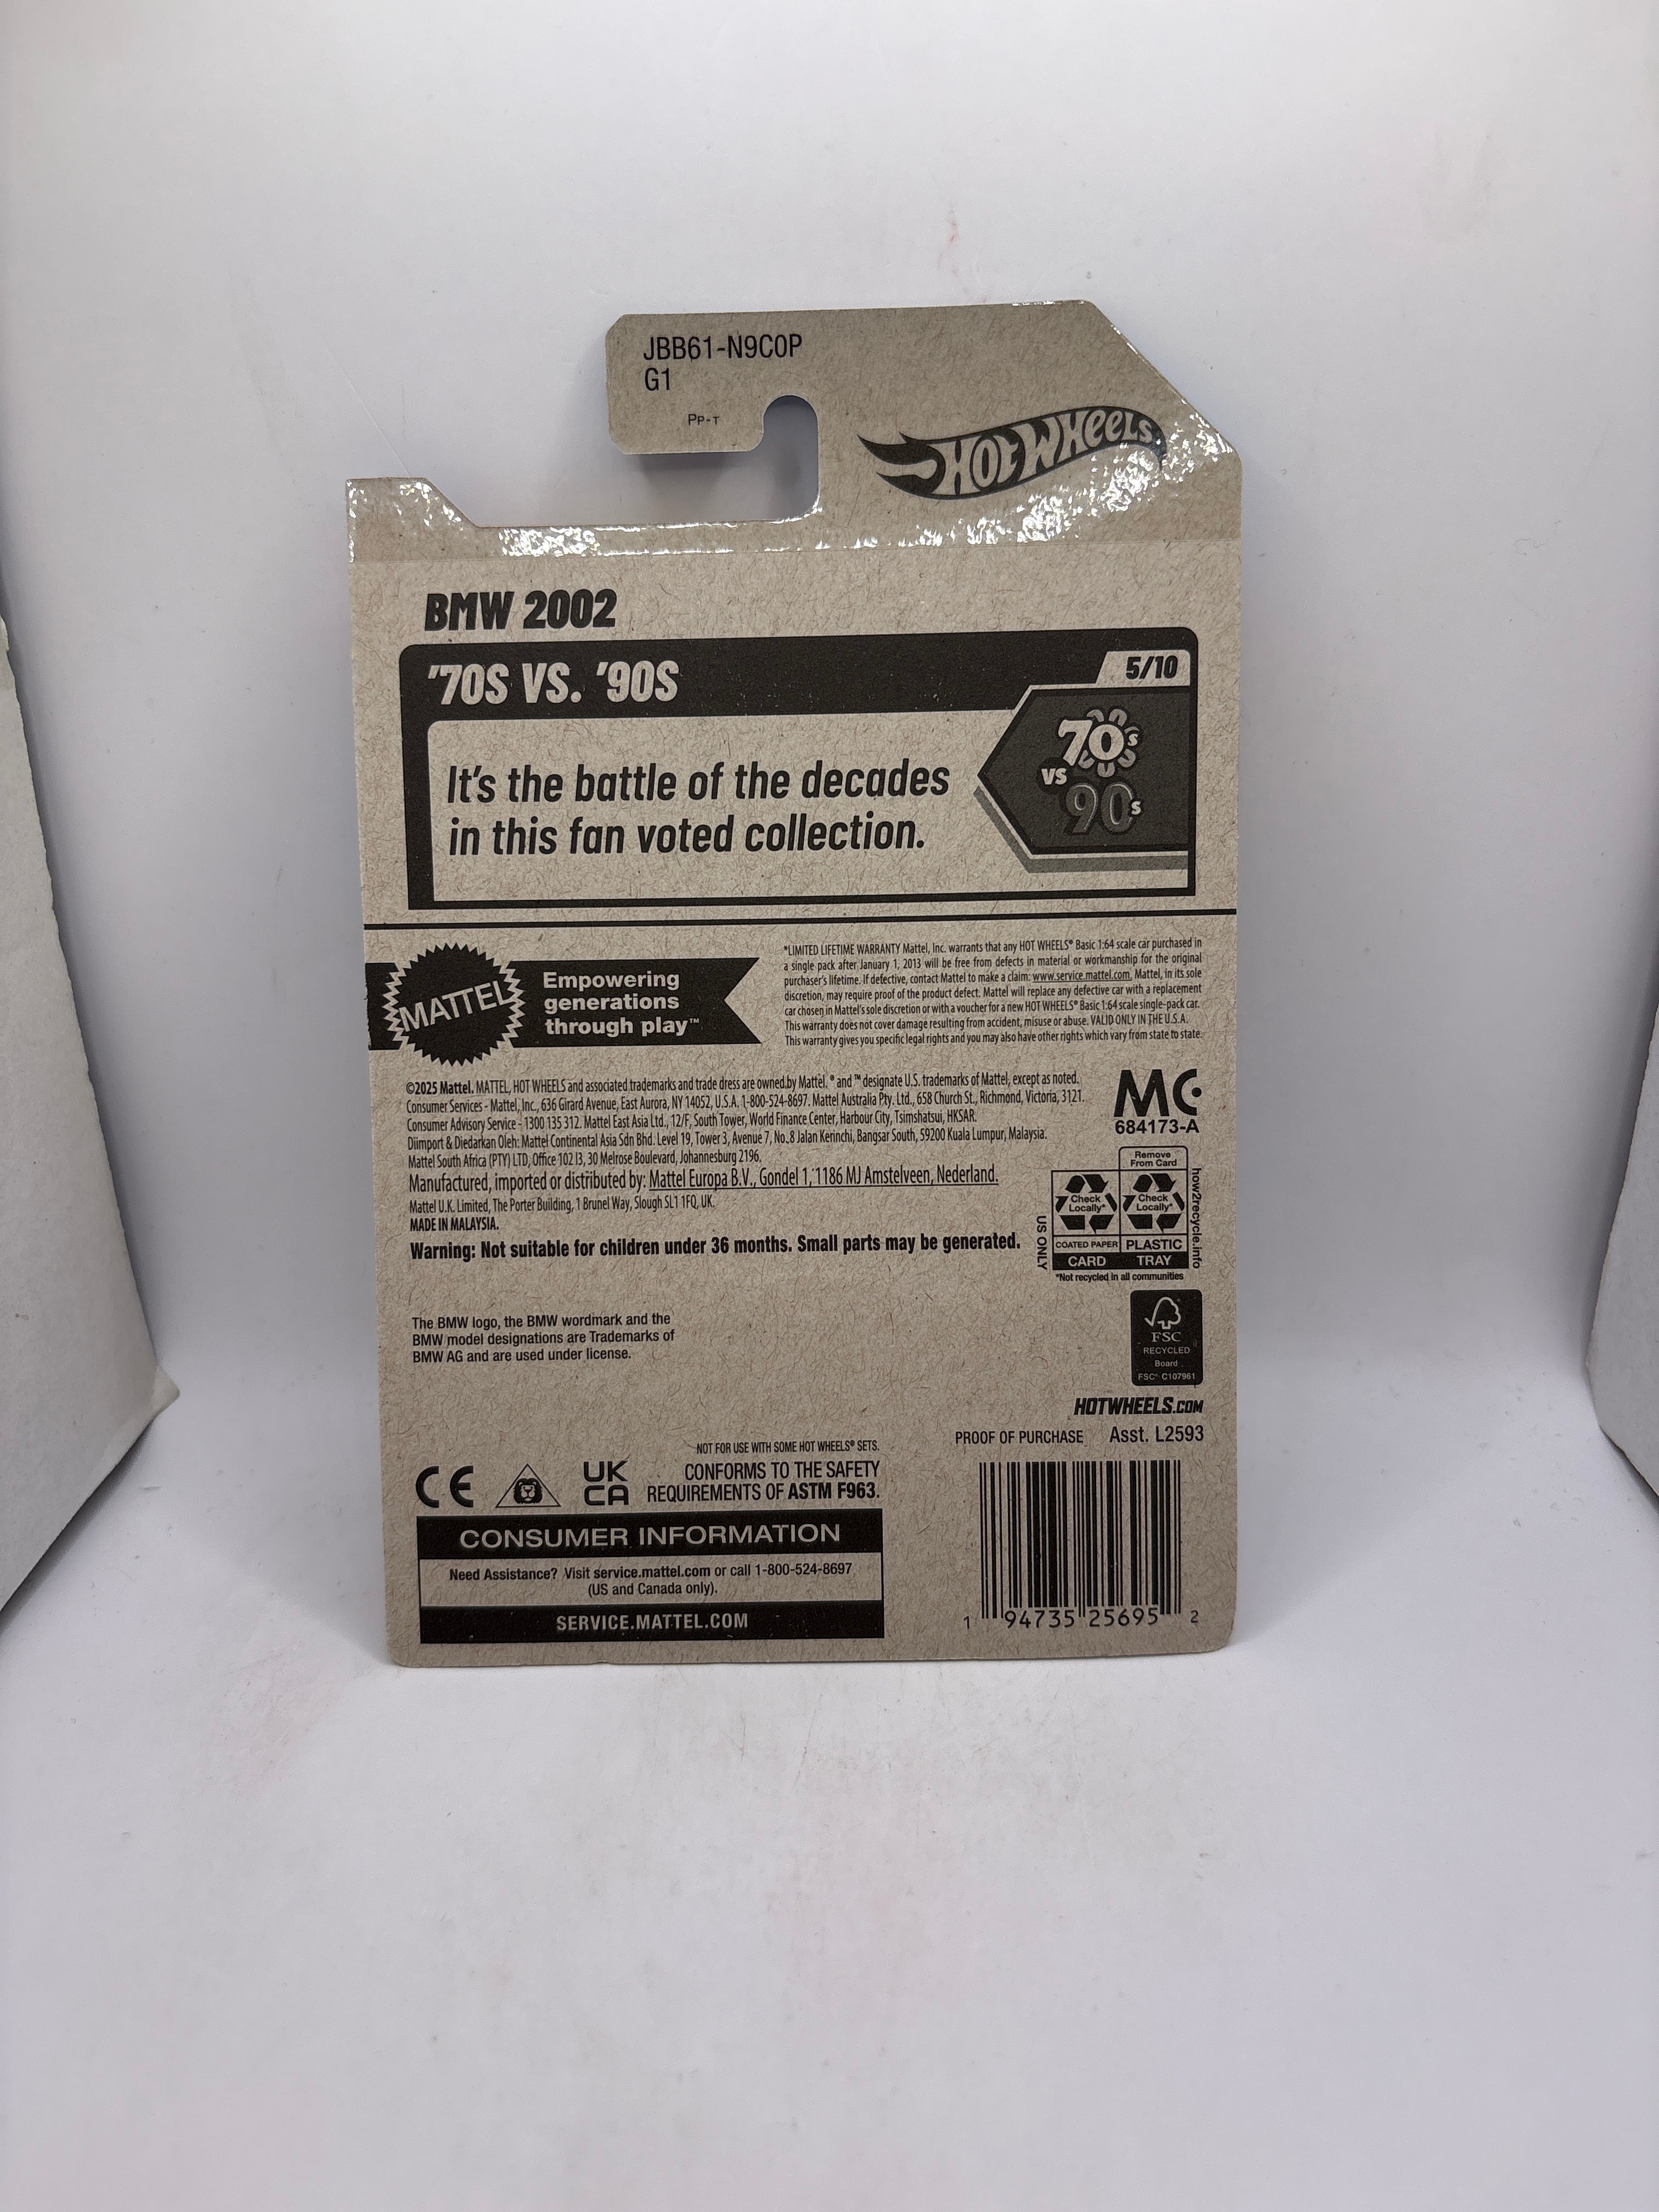 JBB61-N9C0P
G1
PP-T
HOT WHEELS
BMW 2002
'70S VS. '90S
5/10
70s
VS
90s
It's the battle of the decades
in this fan voted collection.
MATTEL
Empowering
generations
through play™
*LIMITED LIFETIME WARRANTY Mattel, Inc. warrants that any HOT WHEELS® Basic 1:64 scale car purchased in
a single pack after January 1, 2013 will be free from defects in material or workmanship for the original
purchaser's lifetime. If defective, contact Mattel to make a claim: www.service.mattel.com. Mattel, in its sole
discretion, may require proof of the product defect. Mattel will replace any defective car with a replacement
car chosen in Mattel's sole discretion or with a voucher for a new HOT WHEELS® Basic 1:64 scale single-pack car.
This warranty does not cover damage resulting from accident, misuse or abuse. VALID ONLY IN THE U.S.A.
This warranty gives you specific legal rights and you may also have other rights which vary from state to state.
©2025 Mattel. MATTEL, HOT WHEELS and associated trademarks and trade dress are owned by Mattel. ® and ™ designate U.S. trademarks of Mattel, except as noted.
Consumer Services - Mattel, Inc., 636 Girard Avenue, East Aurora, NY 14052, U.S.A. 1-800-524-8697. Mattel Australia Pty. Ltd., 658 Church St., Richmond, Victoria, 3121.
Consumer Advisory Service - 1300 135 312. Mattel East Asia Ltd., 12/F, South Tower, World Finance Center, Harbour City, Tsimshatsui, HKSAR.
Diimport & Diedarkan Oleh: Mattel Continental Asia Sdn Bhd. Level 19, Tower 3, Avenue 7, No. 8 Jalan Kerinchi, Bangsar South, 59200 Kuala Lumpur, Malaysia.
Mattel South Africa (PTY) LTD, Office 102 I3, 30 Melrose Boulevard, Johannesburg 2196.
Manufactured, imported or distributed by: Mattel Europa B.V., Gondel 1, 1186 MJ Amstelveen, Nederland.
Mattel U.K. Limited, The Porter Building, 1 Brunel Way, Slough SL1 1FQ, UK.
MADE IN MALAYSIA.
Warning: Not suitable for children under 36 months. Small parts may be generated.
MC
684173-A
Remove
From Card
Check
Locally*
Check
Locally*
COATED PAPER
PLASTIC
CARD
TRAY
US ONLY
how2recycle.info
*Not recycled in all communities
The BMW logo, the BMW wordmark and the
BMW model designations are Trademarks of
BMW AG and are used under license.
FSC
RECYCLED
Board
FSC® C107961
HOTWHEELS.COM
PROOF OF PURCHASE Asst. L2593
NOT FOR USE WITH SOME HOT WHEELS® SETS.
CE
UK
CA
CONFORMS TO THE SAFETY
REQUIREMENTS OF ASTM F963.
CONSUMER INFORMATION
Need Assistance? Visit service.mattel.com or call 1-800-524-8697
(US and Canada only).
SERVICE.MATTEL.COM
1 94735 25695 2